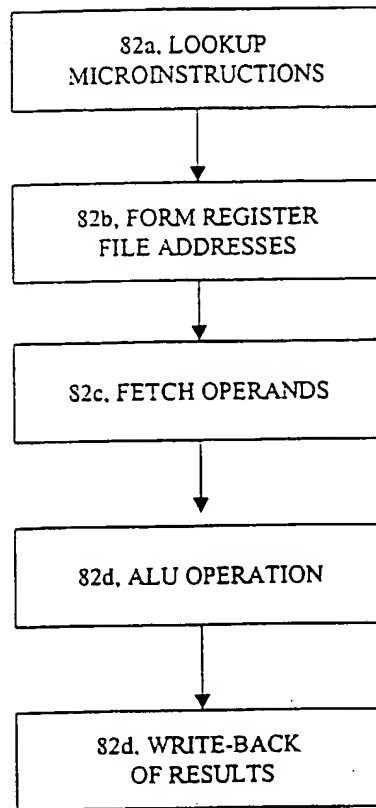 82a. LOOKUP
MICROINSTRUCTIONS
82b, FORM REGISTER
FILE ADDRESSES
82c, FETCH OPERANDS
82d, ALU OPERATION
82d, WRITE-BACK
OF RESULTS